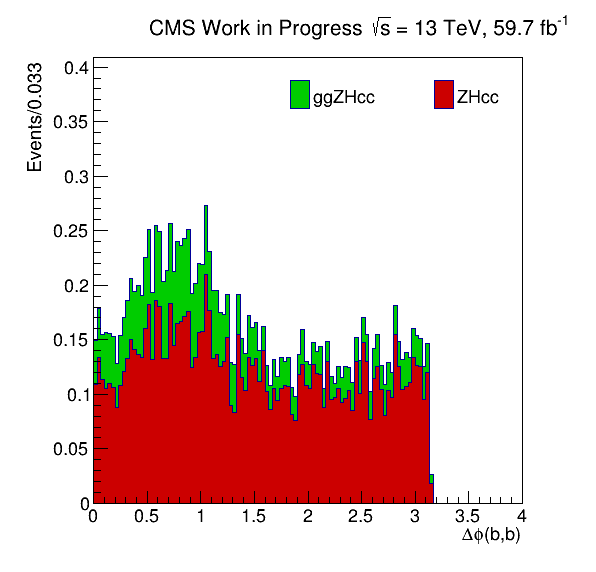 CMS Work in Progress √s = 13 TeV, 59.7 fb⁻¹
Events/0.033
0.4
0.35
0.3
0.25
0.2
0.15
0.1
0.05
0
ggZHcc ZHcc
0 0.5 1 1.5 2 2.5 3 3.5 4
Δϕ(b,b)